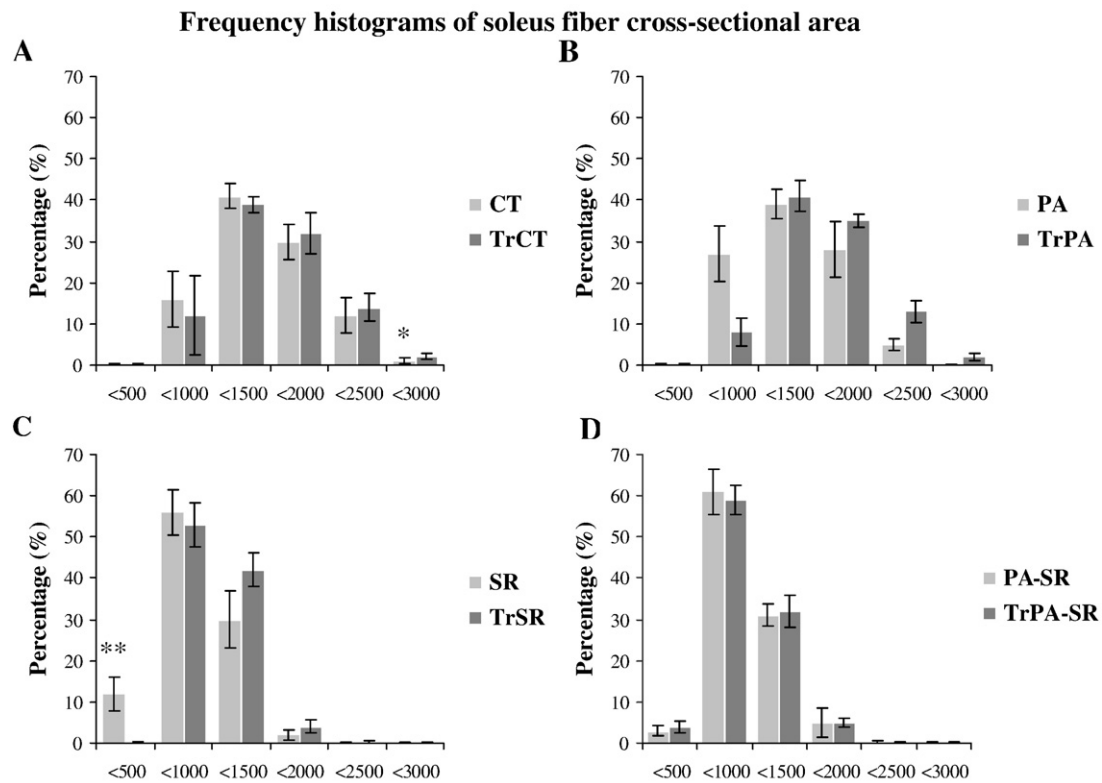 Frequency histograms of soleus fiber cross-sectional area
A
Percentage (%)
70
60
50
40
30
20
10
0
*
<500 <1000 <1500 <2000 <2500 <3000
CT
TrCT
B
Percentage (%)
70
60
50
40
30
20
10
0
<500 <1000 <1500 <2000 <2500 <3000
PA
TrPA
C
Percentage (%)
70
60
50
40
30
20
10
0
**
<500 <1000 <1500 <2000 <2500 <3000
SR
TrSR
D
Percentage (%)
70
60
50
40
30
20
10
0
<500 <1000 <1500 <2000 <2500 <3000
PA-SR
TrPA-SR